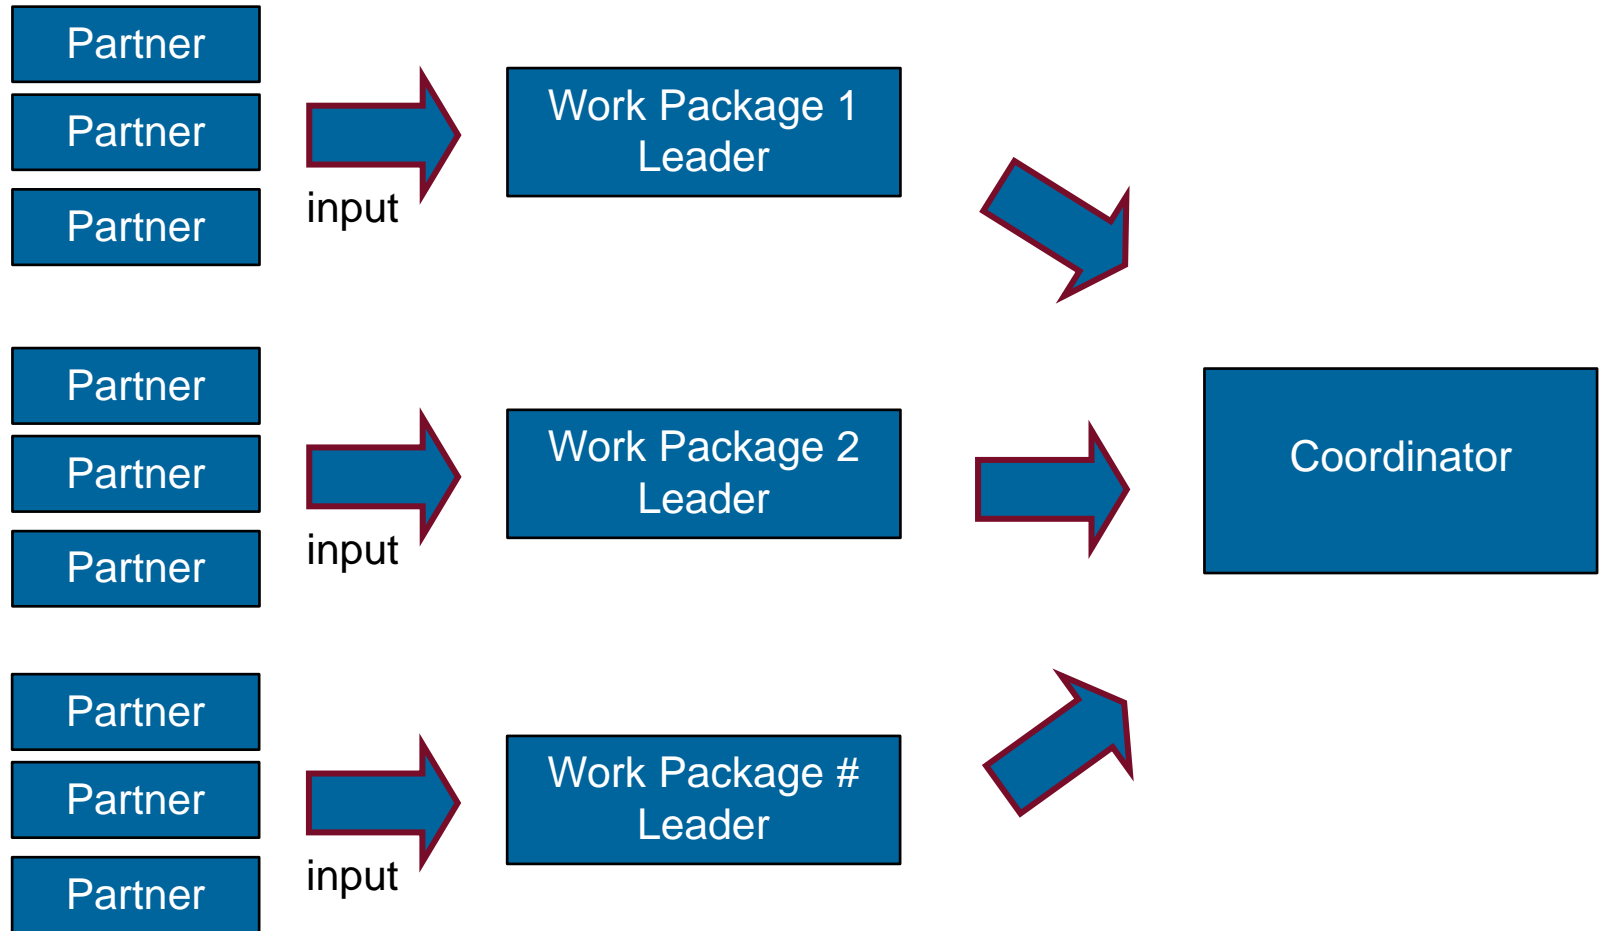 Partner
Partner
Partner
input
Work Package 1
Leader
Partner
Partner
Partner
input
Work Package 2
Leader
Coordinator
Partner
Partner
Partner
input
Work Package #
Leader